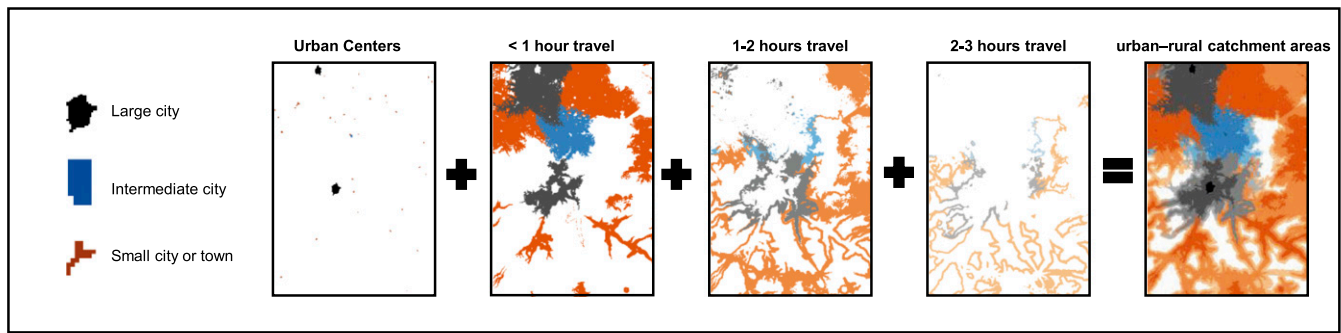 Urban Centers
< 1 hour travel
1-2 hours travel
2-3 hours travel
urban–rural catchment areas
Large city
Intermediate city
Small city or town